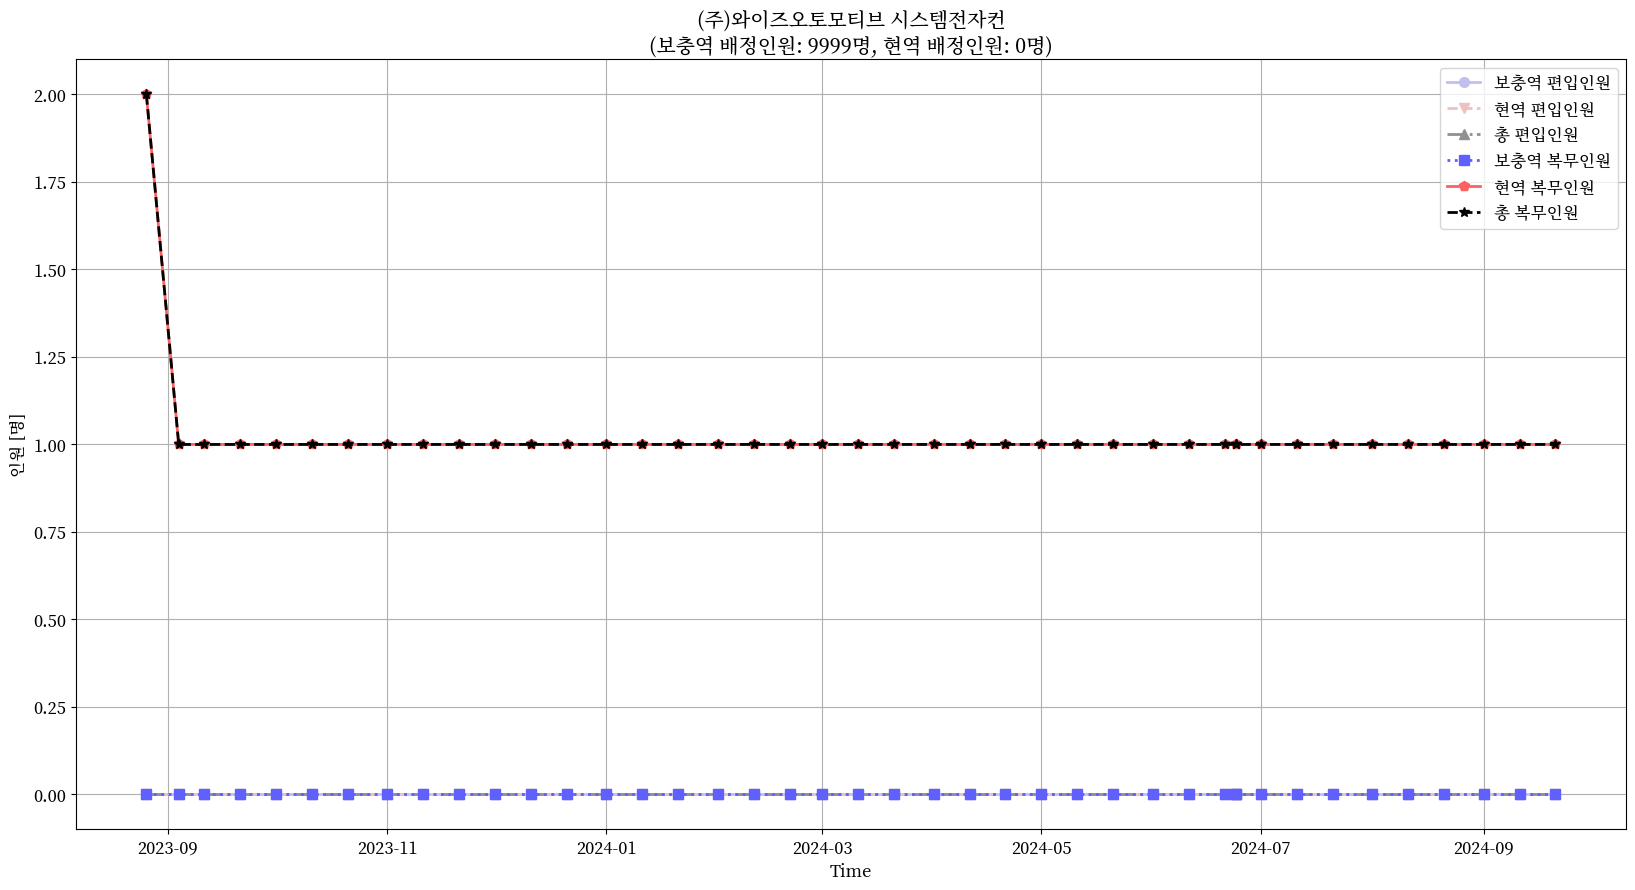 (주)와이즈오토모티브 시스템전자컨
(보충역 배정인원: 9999명, 현역 배정인원: 0명)
보충역 편입인원
현역 편입인원
총 편입인원
보충역 복무인원
현역 복무인원
총 복무인원
인원 [명]
2.00
1.75
1.50
1.25
1.00
0.75
0.50
0.25
0.00
2023-09
2023-11
2024-01
2024-03
2024-05
2024-07
2024-09
Time